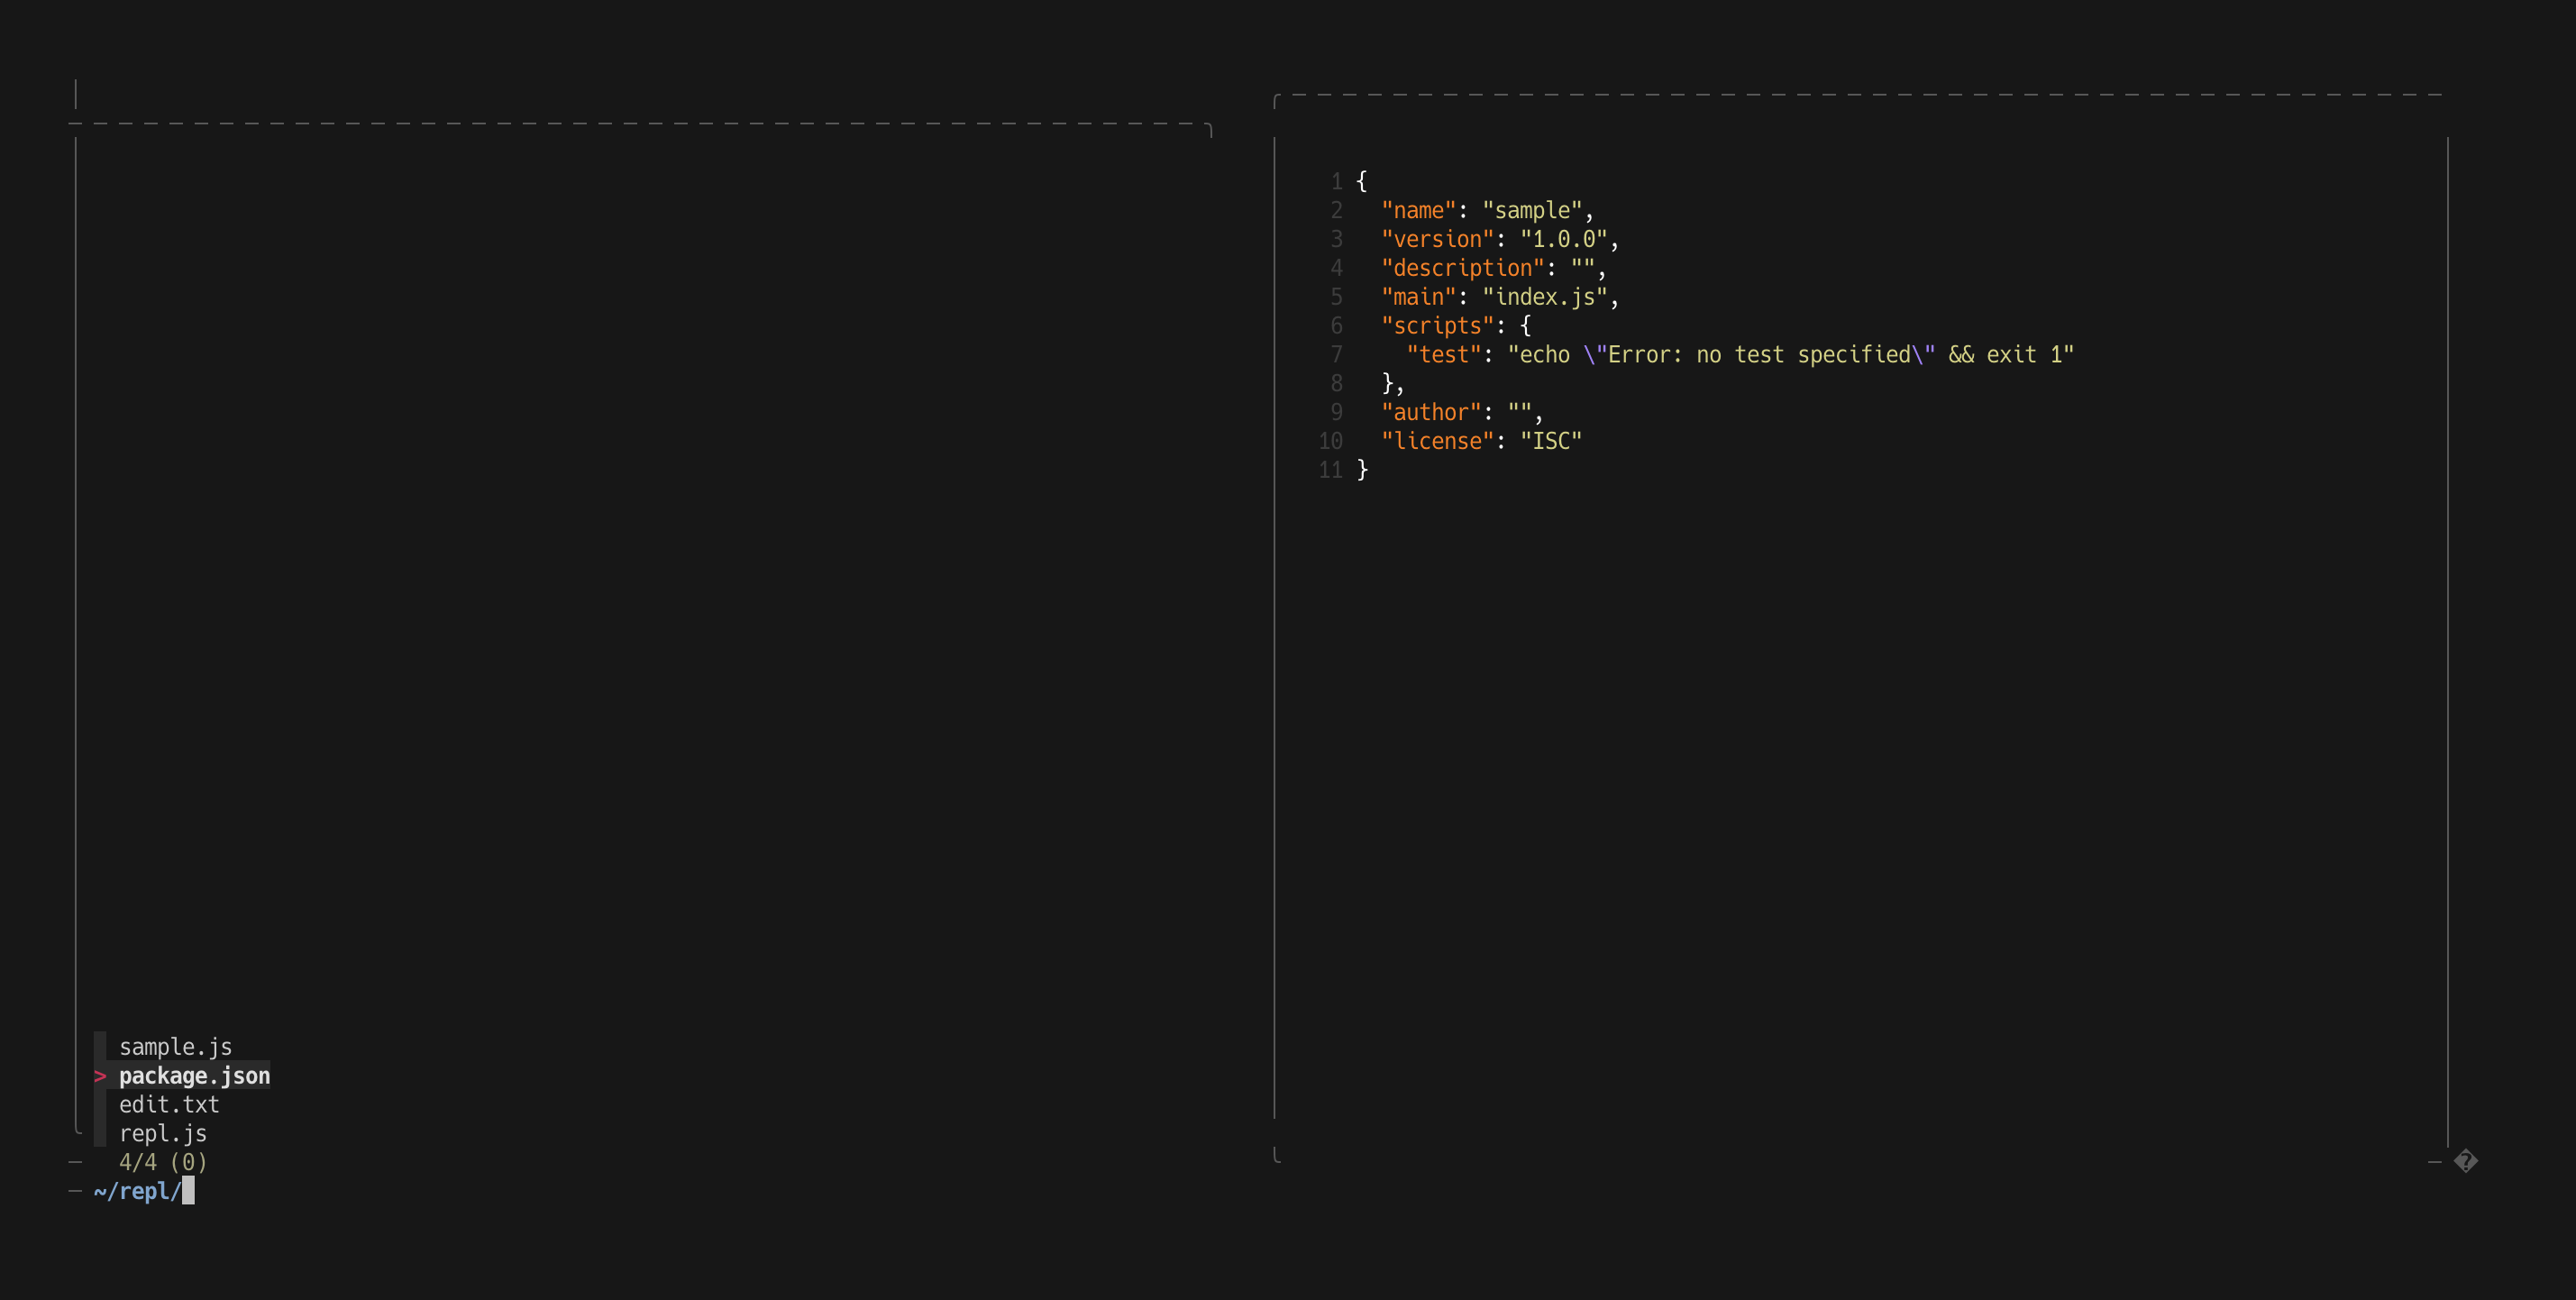 1 {
2   "name": "sample",
3   "version": "1.0.0",
4   "description": "",
5   "main": "index.js",
6   "scripts": {
7     "test": "echo \"Error: no test specified\" && exit 1"
8   },
9   "author": "",
10   "license": "ISC"
11 }
sample.js
> package.json
edit.txt
repl.js
4/4 (0)
~/repl/